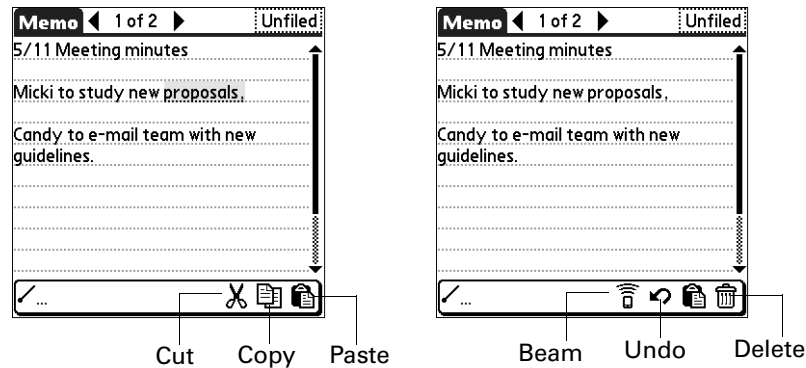 Memo 1 of 2 Unfiled
5/11 Meeting minutes
Micki to study new proposals,
Candy to e-mail team with new
guidelines.
...
Cut Copy Paste
Memo 1 of 2 Unfiled
5/11 Meeting minutes
Micki to study new proposals,
Candy to e-mail team with new
guidelines.
...
Beam Undo Delete